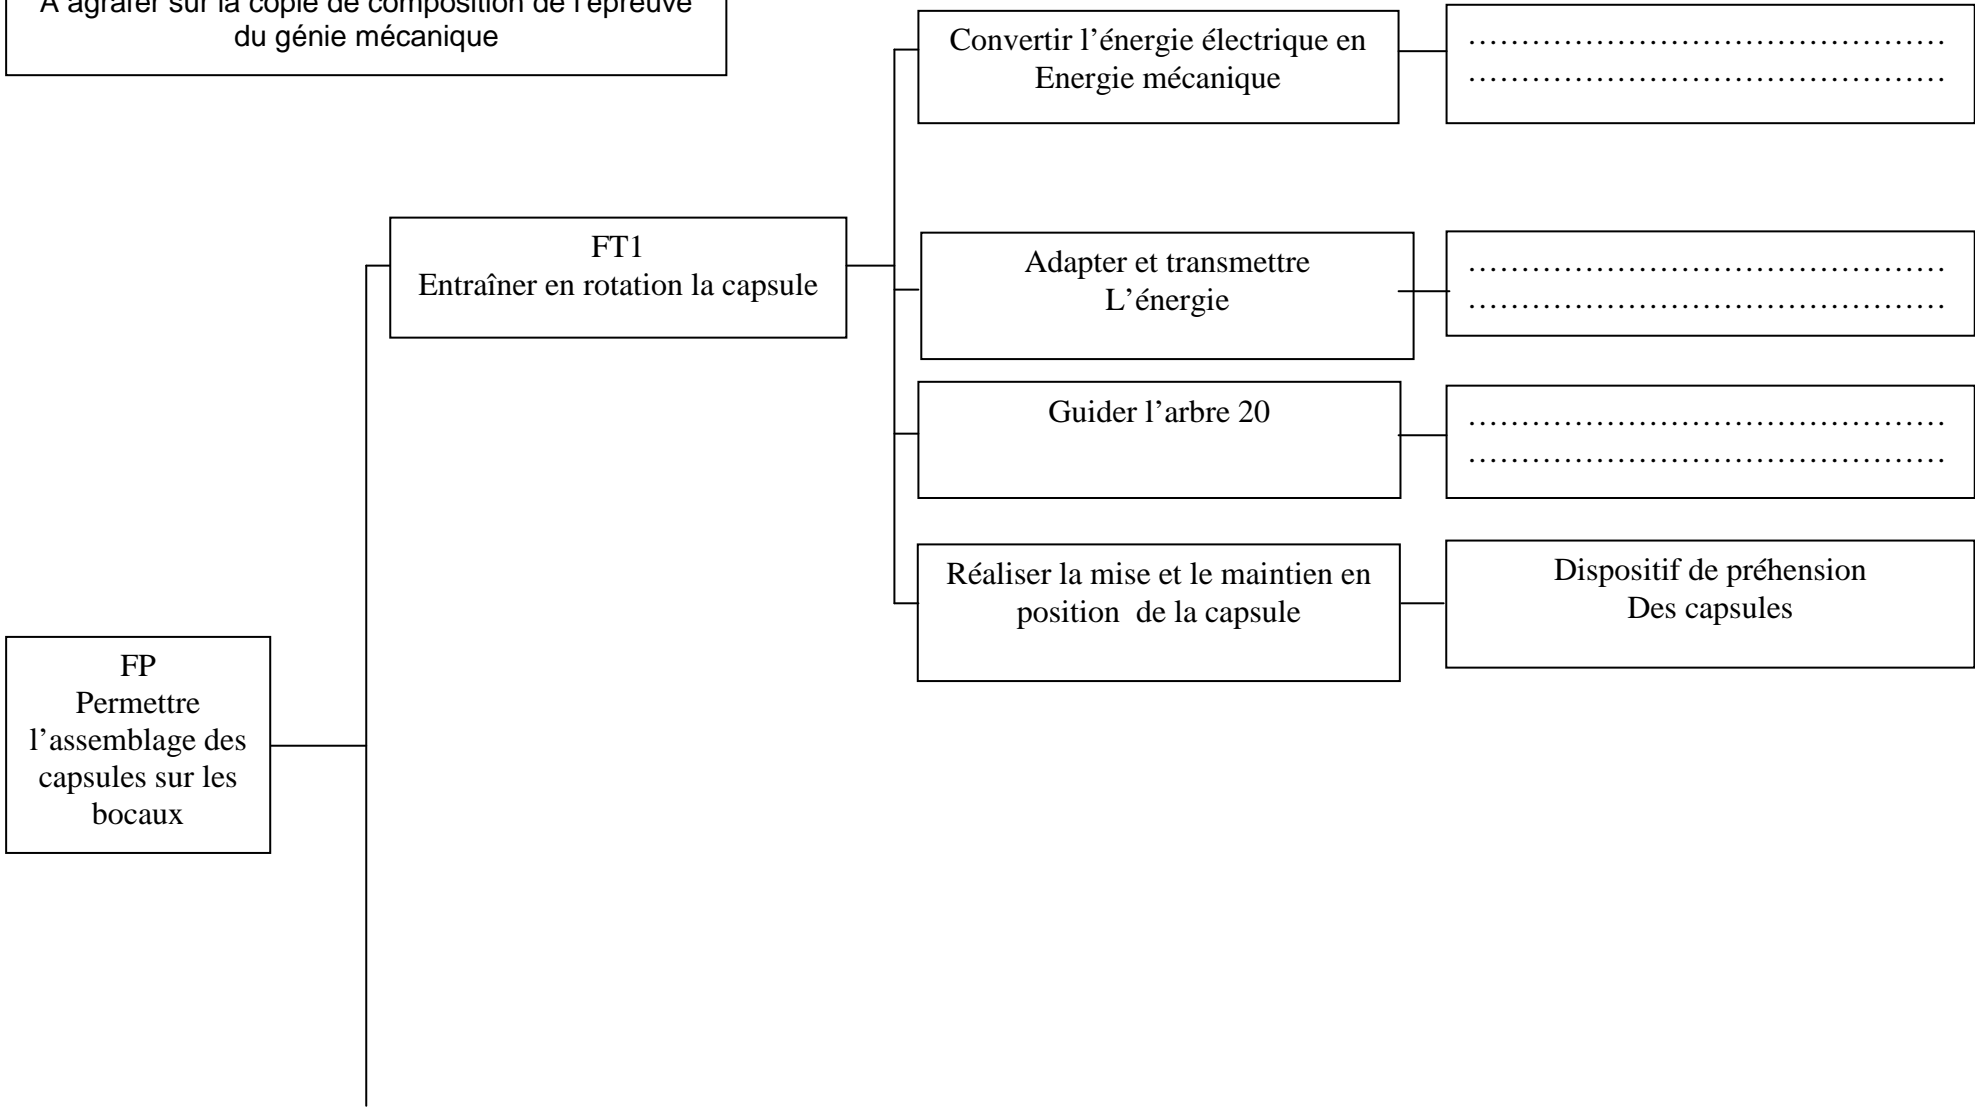 A agrafer sur la copie de composition de l'épreuve
du génie mécanique
Convertir l'énergie électrique en
Energie mécanique
…………………………………………
…………………………………………
FT1
Entraîner en rotation la capsule
Adapter et transmettre
L'énergie
…………………………………………
…………………………………………
Guider l'arbre 20
…………………………………………
…………………………………………
Réaliser la mise et le maintien en
position de la capsule
Dispositif de préhension
Des capsules
FP
Permettre
l'assemblage des
capsules sur les
bocaux